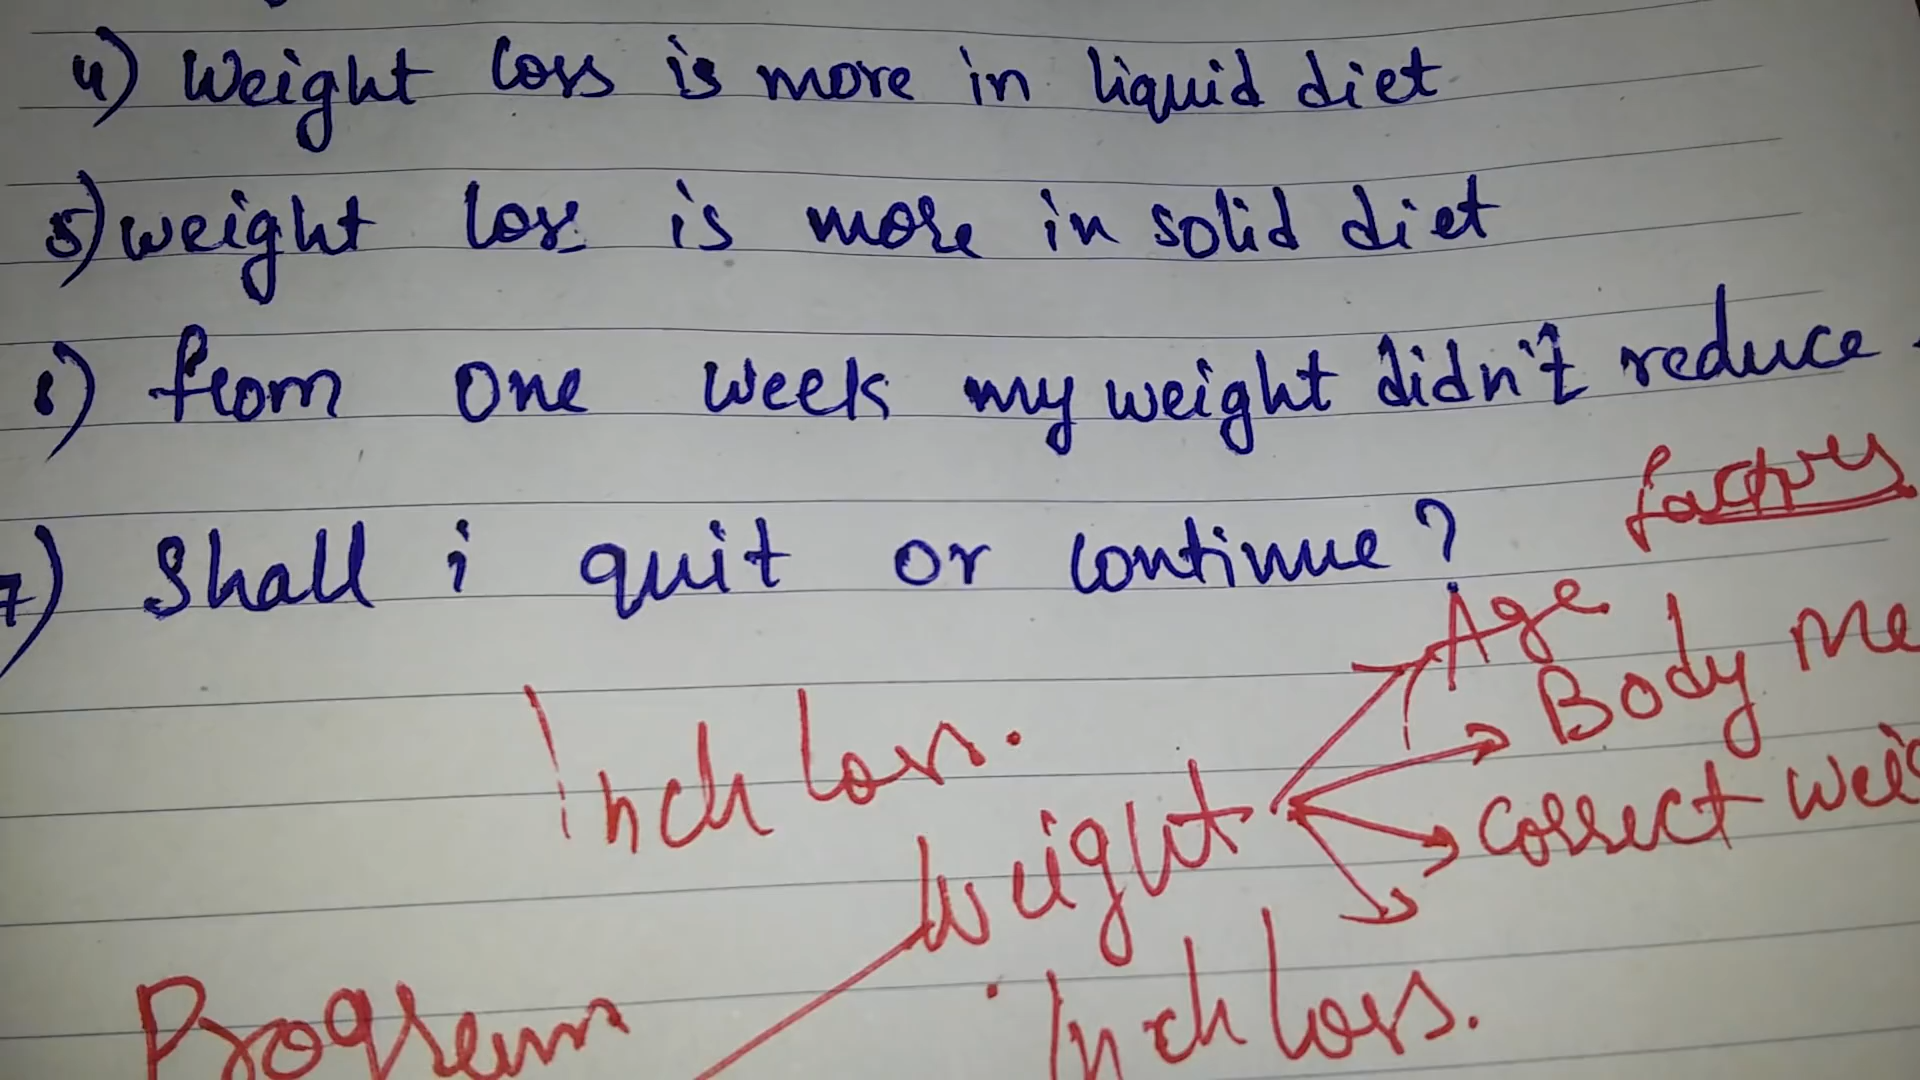 4) Weight loss is more in liquid diet
5) weight loss is more in solid diet
6) from one week my weight didn't reduce.
7) Shall i quit or continue?
factors
Age
Body Me
Inch loss.
correct wei
Weight
Inch loss.
Program